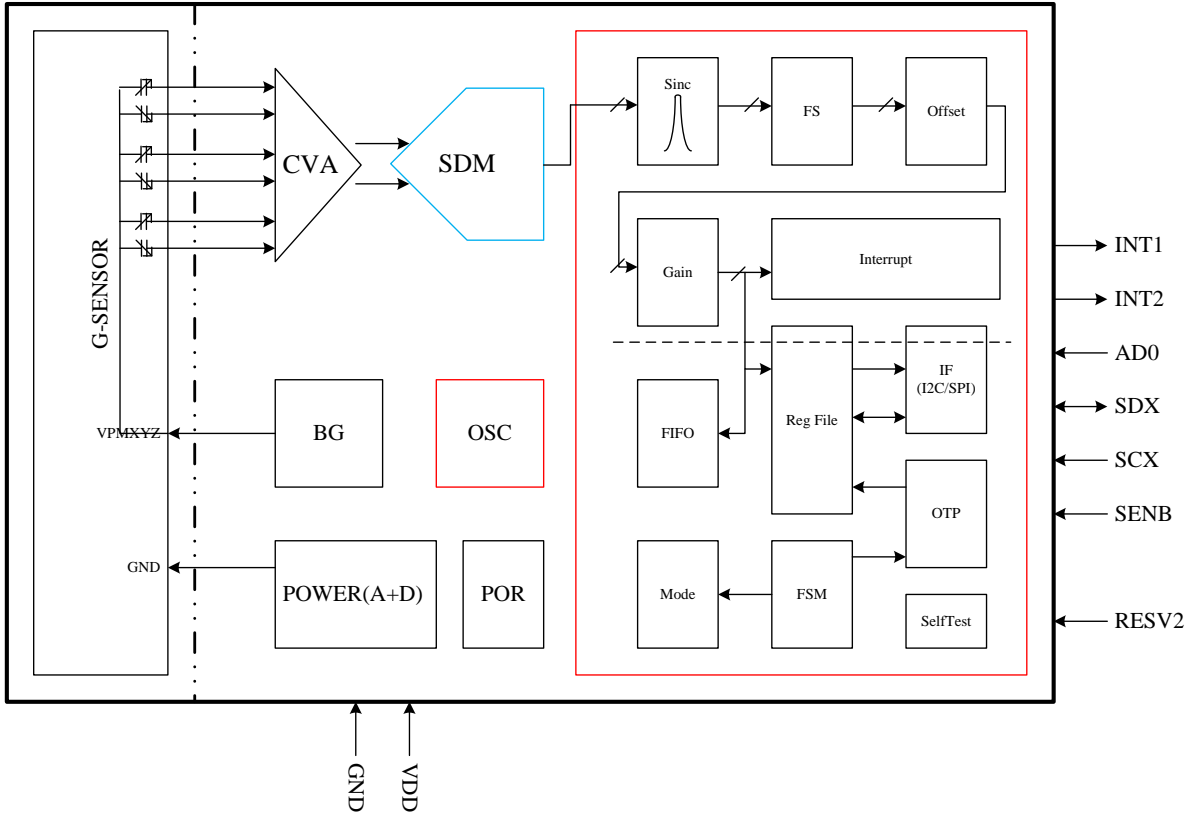 G-SENSOR
VPMXYZ
GND
CVA
SDM
BG
OSC
POWER(A+D)
POR
Sinc
FS
Offset
Gain
Interrupt
FIFO
Reg File
IF
(I2C/SPI)
OTP
Mode
FSM
SelfTest
INT1
INT2
AD0
SDX
SCX
SENB
RESV2
GND
VDD